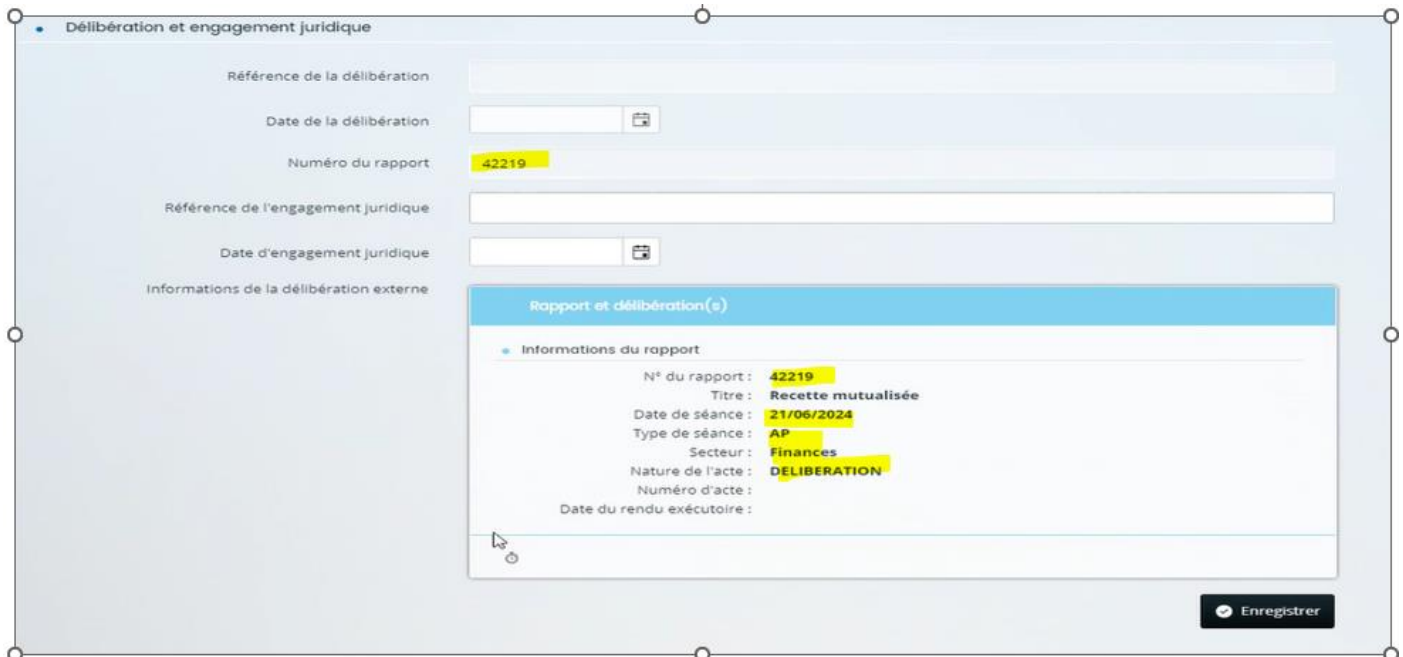 Délibération et engagement juridique
Référence de la délibération
Date de la délibération
Numéro du rapport 42219
Référence de l'engagement juridique
Date d'engagement juridique
Informations de la délibération externe
Rapport et délibération(s)
Informations du rapport
N° du rapport : 42219
Titre : Recette mutualisée
Date de séance : 21/06/2024
Type de séance : AP
Secteur : Finances
Nature de l'acte : DELIBERATION
Numéro d'acte :
Date du rendu exécutoire :
Enregistrer